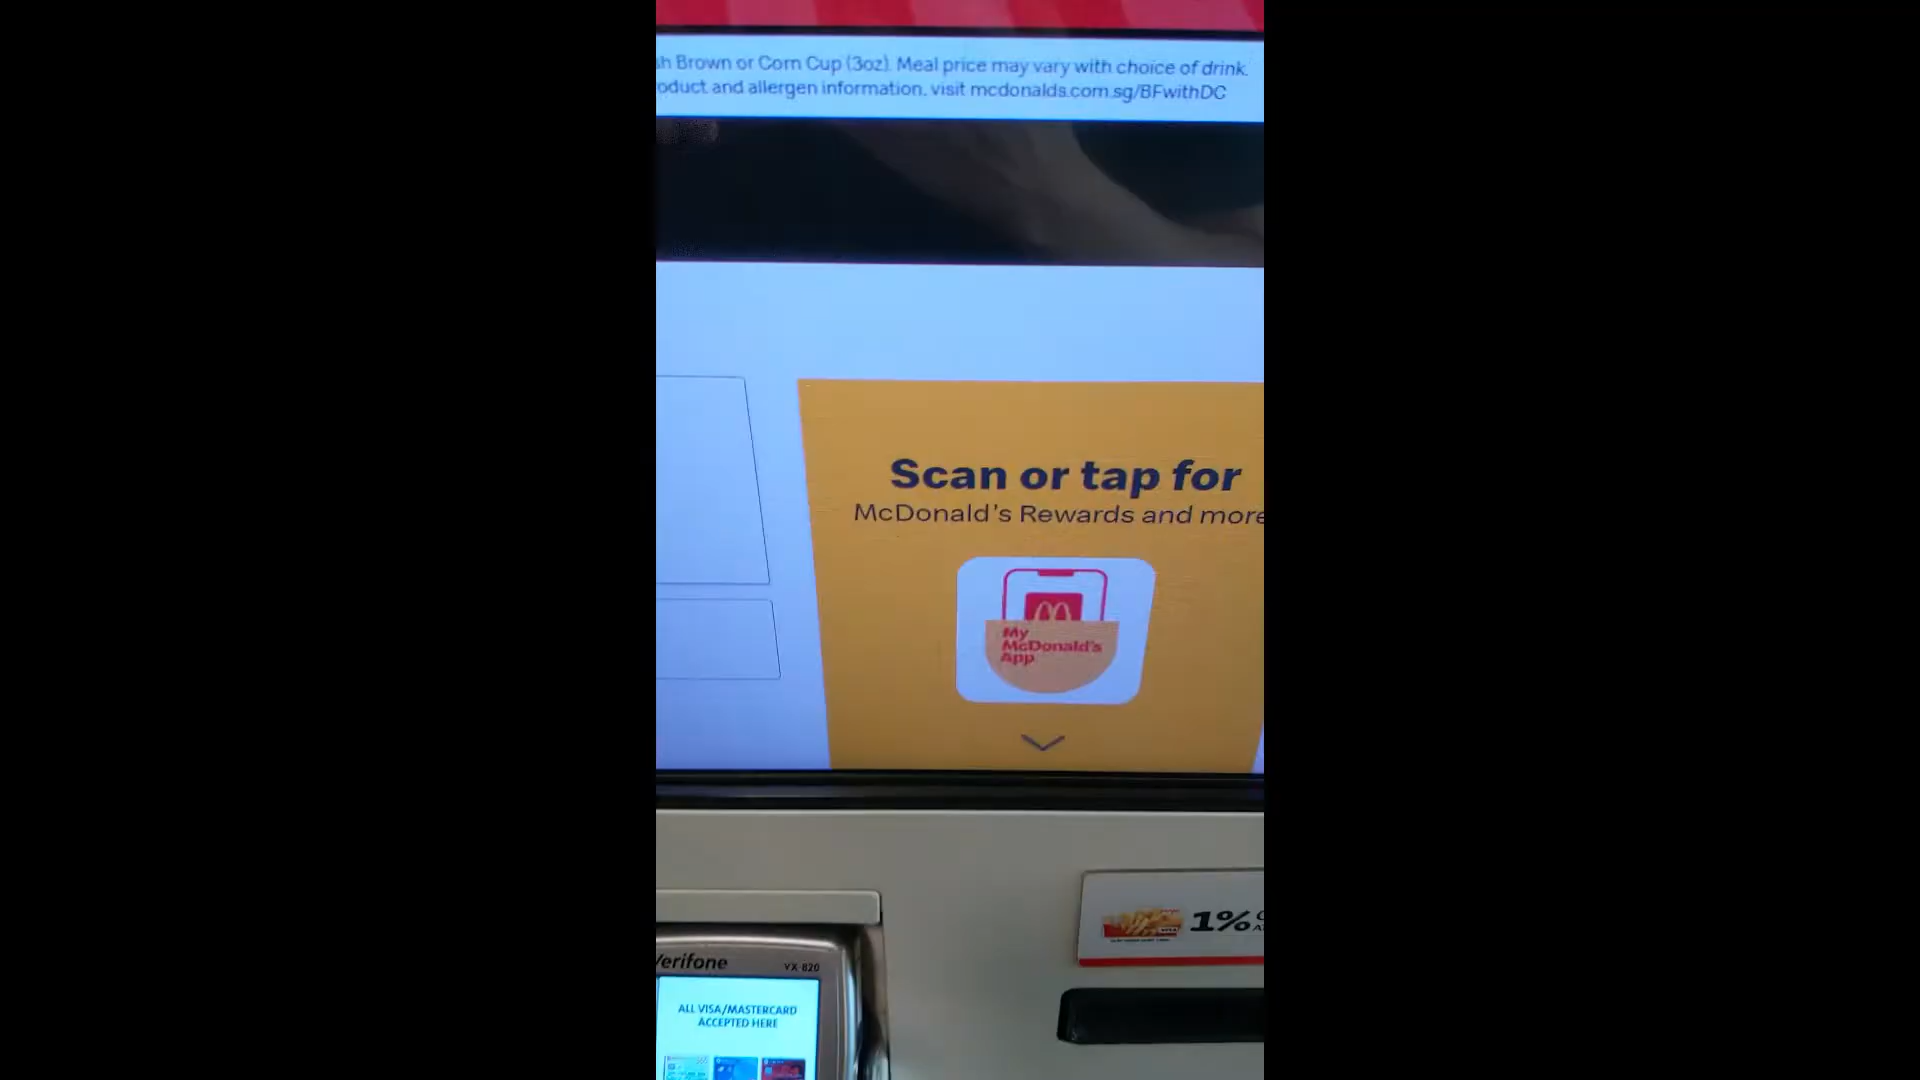 Brown or Corn Cup (3oz). Meal price may vary with choice of drink.
and allergen information, visit mcdonalds.com.sg/BFwithDC
Scan or tap for
McDonald's Rewards and more
My
McDonald's
App
1%
Verifone
VX 820
ALL VISA/MASTERCARD
ACCEPTED HERE